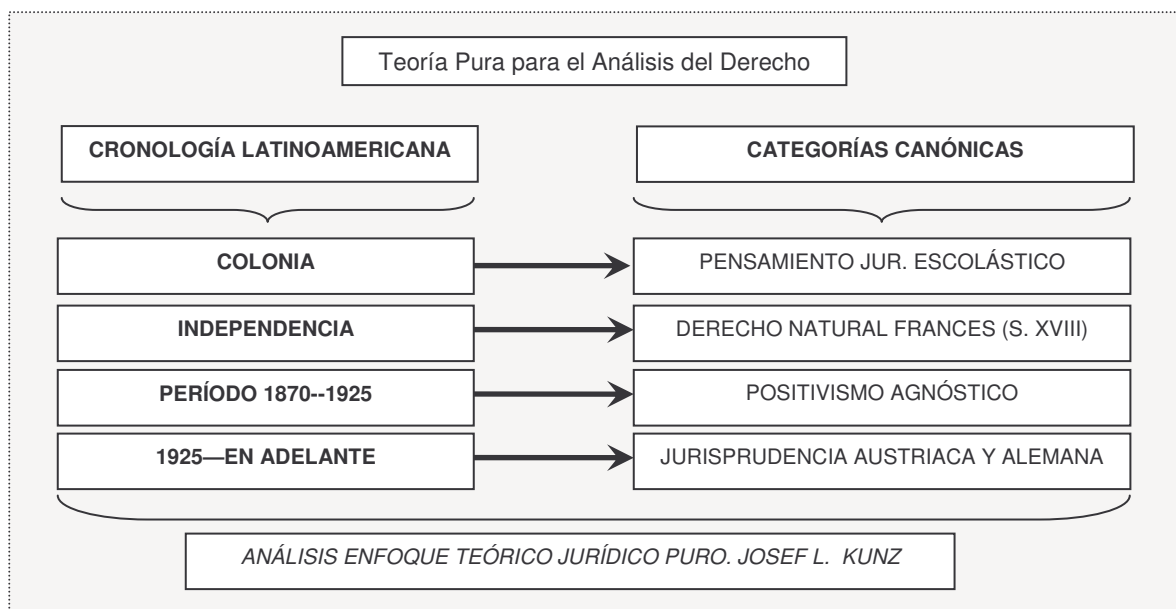 Teoría Pura para el Análisis del Derecho
CRONOLOGÍA LATINOAMERICANA
CATEGORÍAS CANÓNICAS
COLONIA
PENSAMIENTO JUR. ESCOLÁSTICO
INDEPENDENCIA
DERECHO NATURAL FRANCES (S. XVIII)
PERÍODO 1870--1925
POSITIVISMO AGNÓSTICO
1925—EN ADELANTE
JURISPRUDENCIA AUSTRIACA Y ALEMANA
ANÁLISIS ENFOQUE TEÓRICO JURÍDICO PURO. JOSEF L. KUNZ